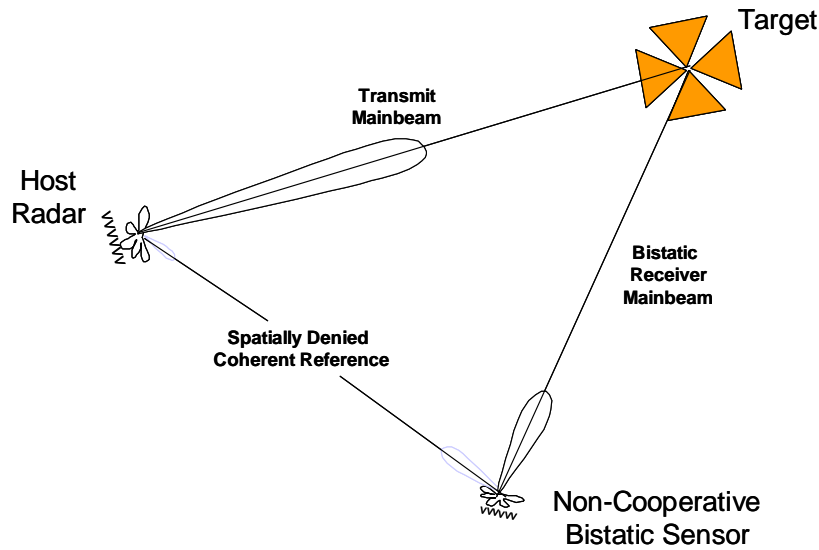 Target
Transmit
Mainbeam
Host
Radar
Bistatic
Receiver
Mainbeam
Spatially Denied
Coherent Reference
Non-Cooperative
Bistatic Sensor